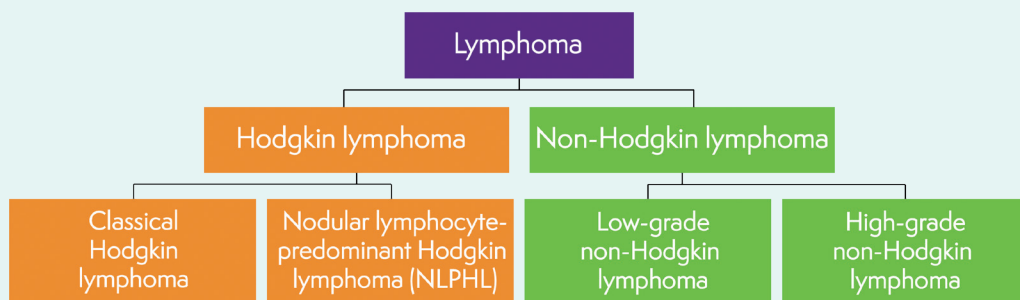 Lymphoma
Hodgkin lymphoma
Non-Hodgkin lymphoma
Classical
Hodgkin
lymphoma
Nodular lymphocyte-
predominant Hodgkin
lymphoma (NLPHL)
Low-grade
non-Hodgkin
lymphoma
High-grade
non-Hodgkin
lymphoma